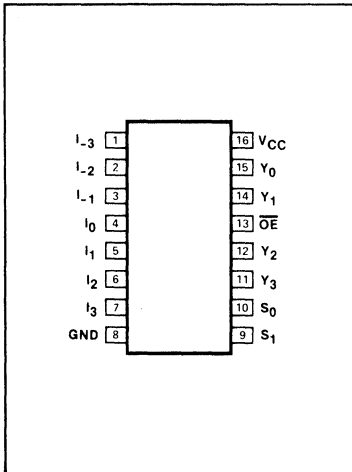 I₋₃ 1 16 VCC
I₋₂ 2 15 Y₀
I₋₁ 3 14 Y₁
I₀ 4 13 O̅E̅
I₁ 5 12 Y₂
I₂ 6 11 Y₃
I₃ 7 10 S₀
GND 8 9 S₁